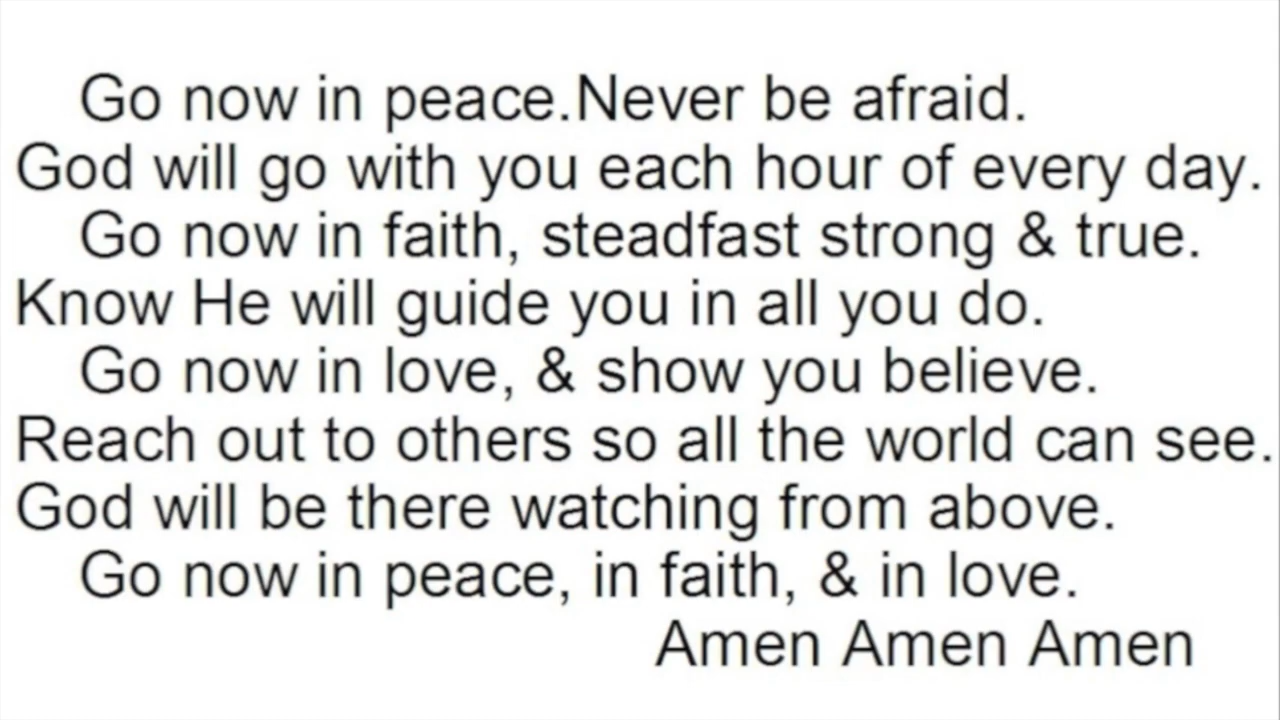 Go now in peace.Never be afraid.
God will go with you each hour of every day.
Go now in faith, steadfast strong & true.
Know He will guide you in all you do.
Go now in love, & show you believe.
Reach out to others so all the world can see.
God will be there watching from above.
Go now in peace, in faith, & in love.
Amen Amen Amen